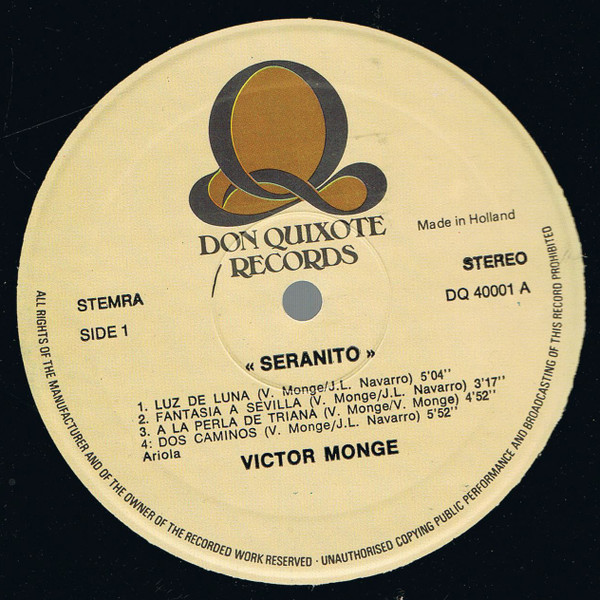 DON QUIXOTE
RECORDS
Made in Holland
STEMRA
STEREO
SIDE 1
DQ 40001 A
« SERANITO »
1. LUZ DE LUNA (V. Monge/J.L. Navarro) 5'04''
2. FANTASIA A SEVILLA (V. Monge/J.L. Navarro) 3'17''
3. A LA PERLA DE TRIANA (V. Monge/V. Monge) 4'52''
4: DOS CAMINOS (V. Monge/J.L. Navarro) 5'52''
Ariola
VICTOR MONGE
ALL RIGHTS OF THE MANUFACTURER AND OF THE OWNER OF THE RECORDED WORK RESERVED · UNAUTHORISED COPYING PUBLIC PERFORMANCE AND BROADCASTING OF THIS RECORD PROHIBITED